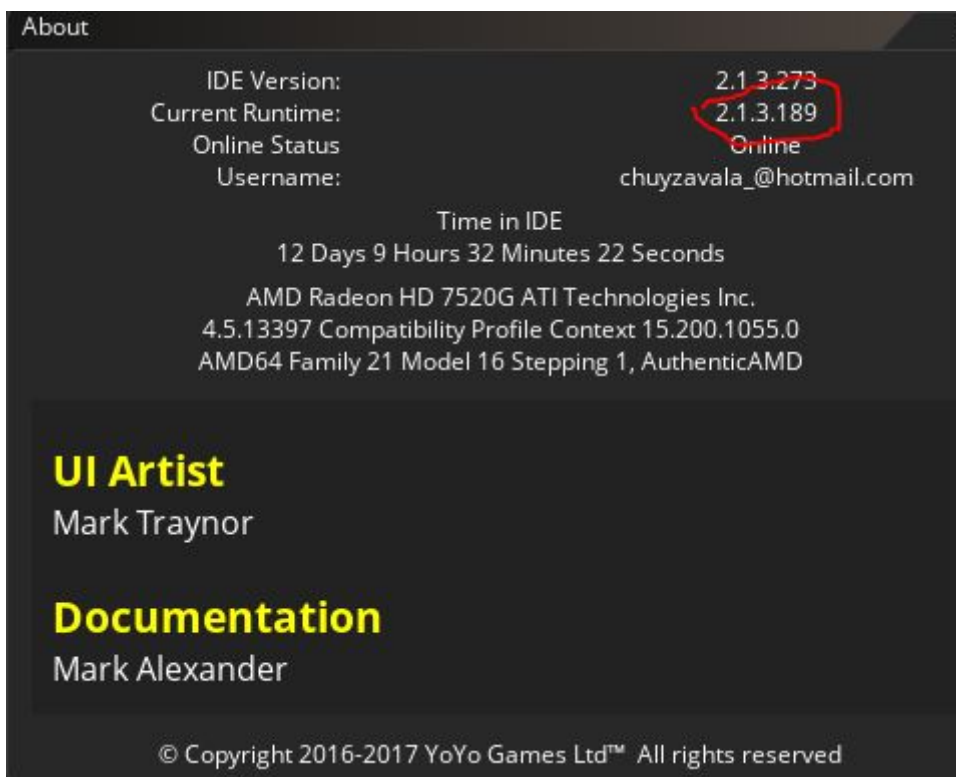 About
IDE Version: 2.1.3.273
Current Runtime: 2.1.3.189
Online Status Online
Username: chuyzavala_@hotmail.com
Time in IDE
12 Days 9 Hours 32 Minutes 22 Seconds
AMD Radeon HD 7520G ATI Technologies Inc.
4.5.13397 Compatibility Profile Context 15.200.1055.0
AMD64 Family 21 Model 16 Stepping 1, AuthenticAMD
UI Artist
Mark Traynor
Documentation
Mark Alexander
© Copyright 2016-2017 YoYo Games Ltd™ All rights reserved